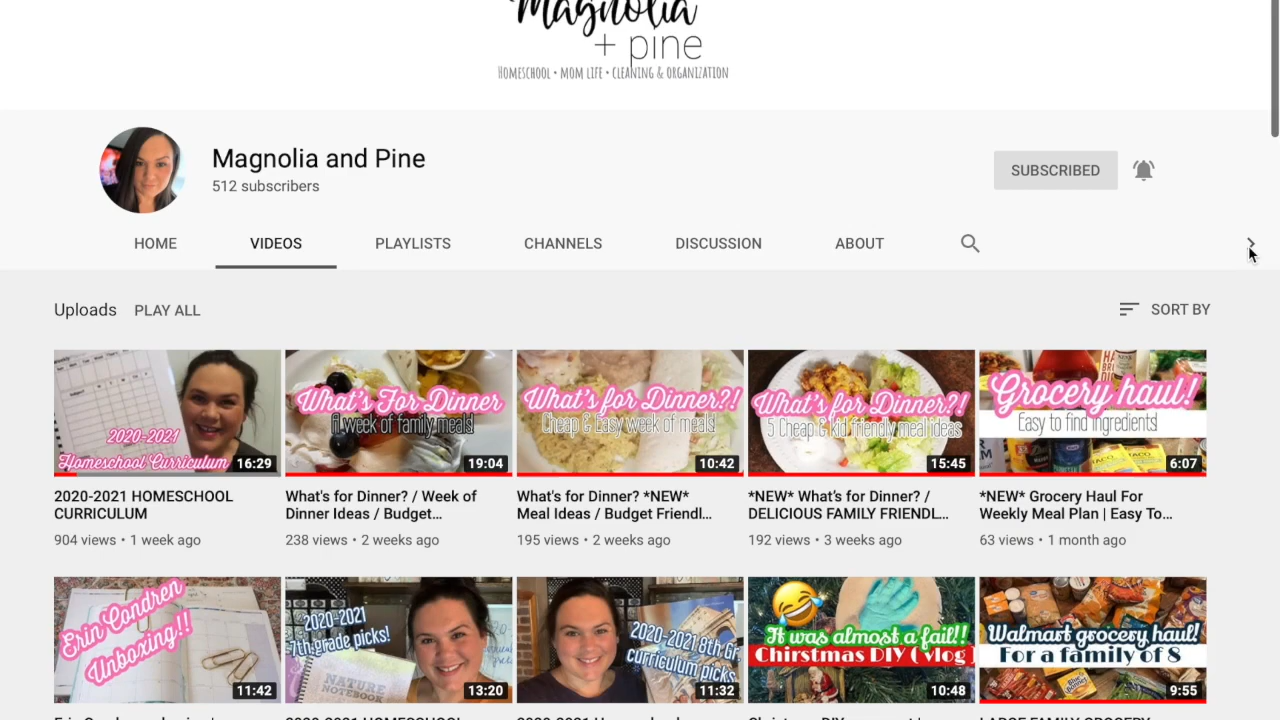 Magnolia
+ pine
HOMESCHOOL • MOM LIFE • CLEANING & ORGANIZATION
Magnolia and Pine
512 subscribers
SUBSCRIBED
HOME VIDEOS PLAYLISTS CHANNELS DISCUSSION ABOUT
Uploads PLAY ALL SORT BY
2020-2021
Homeschool Curriculum
16:29
What's For Dinner
A week of family meals!
19:04
What's for Dinner?!
Cheap & Easy week of meals!
10:42
What's for Dinner?!
5 Cheap & kid friendly meal ideas
15:45
Grocery haul!
Easy to find ingredients!
6:07
2020-2021 HOMESCHOOL
CURRICULUM
904 views • 1 week ago
What's for Dinner? / Week of
Dinner Ideas / Budget...
238 views • 2 weeks ago
What's for Dinner? *NEW*
Meal Ideas / Budget Friendl...
195 views • 2 weeks ago
*NEW* What's for Dinner? /
DELICIOUS FAMILY FRIENDL...
192 views • 3 weeks ago
*NEW* Grocery Haul For
Weekly Meal Plan | Easy To...
63 views • 1 month ago
Erin Condren
Unboxing!!
11:42
2020-2021
7th grade picks!
NATURE
NOTEBOOK
13:20
2020-2021 8th Gr
curriculum picks
11:32
It was almost a fail!!
Chirstmas DIY ( vlog )
10:48
Walmart grocery haul!
For a family of 8
9:55